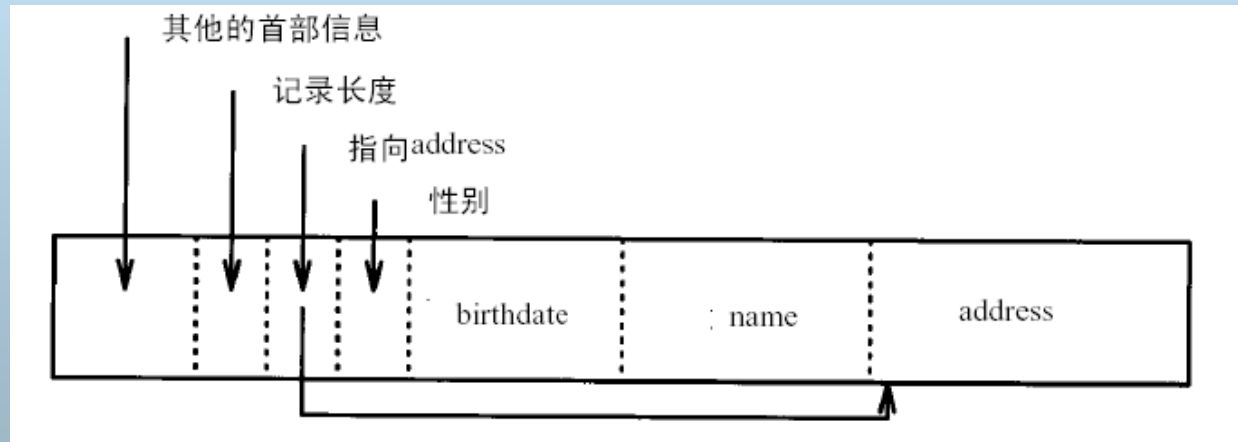 其他的首部信息
记录长度
指向address
性别
birthdate
name
address